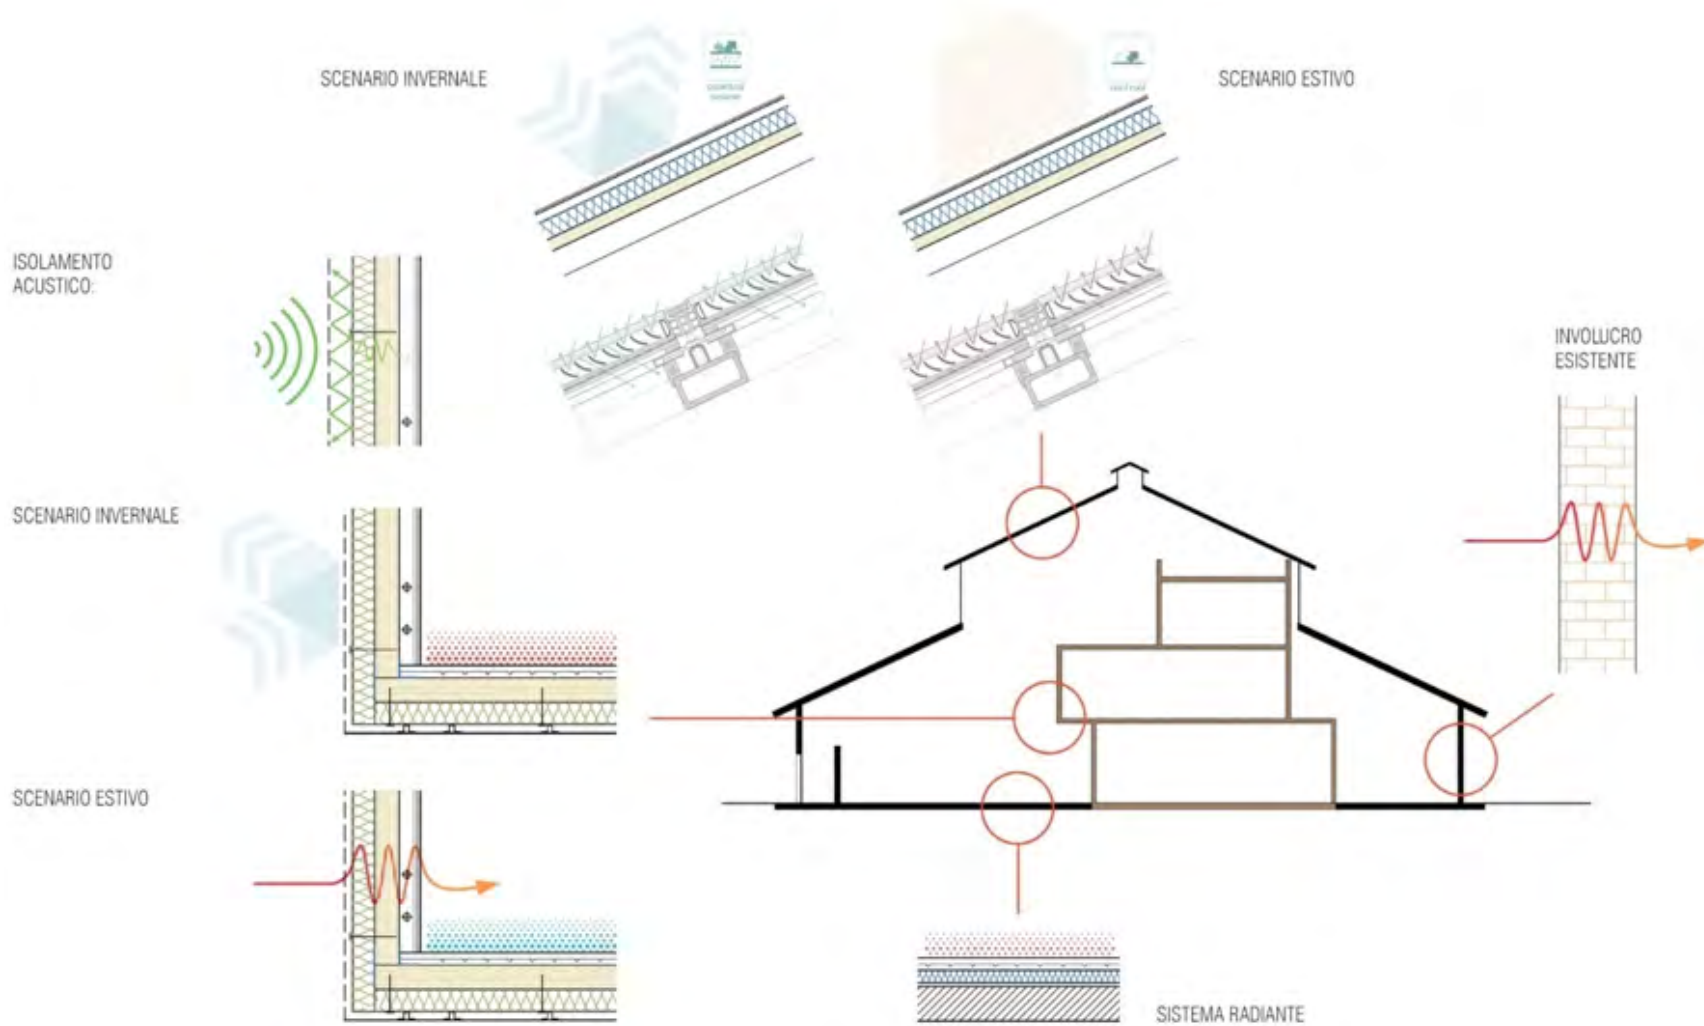 SCENARIO INVERNALE
SCENARIO ESTIVO
ISOLAMENTO
ACUSTICO:
INVOLUCRO
ESISTENTE
SCENARIO INVERNALE
SCENARIO ESTIVO
SISTEMA RADIANTE